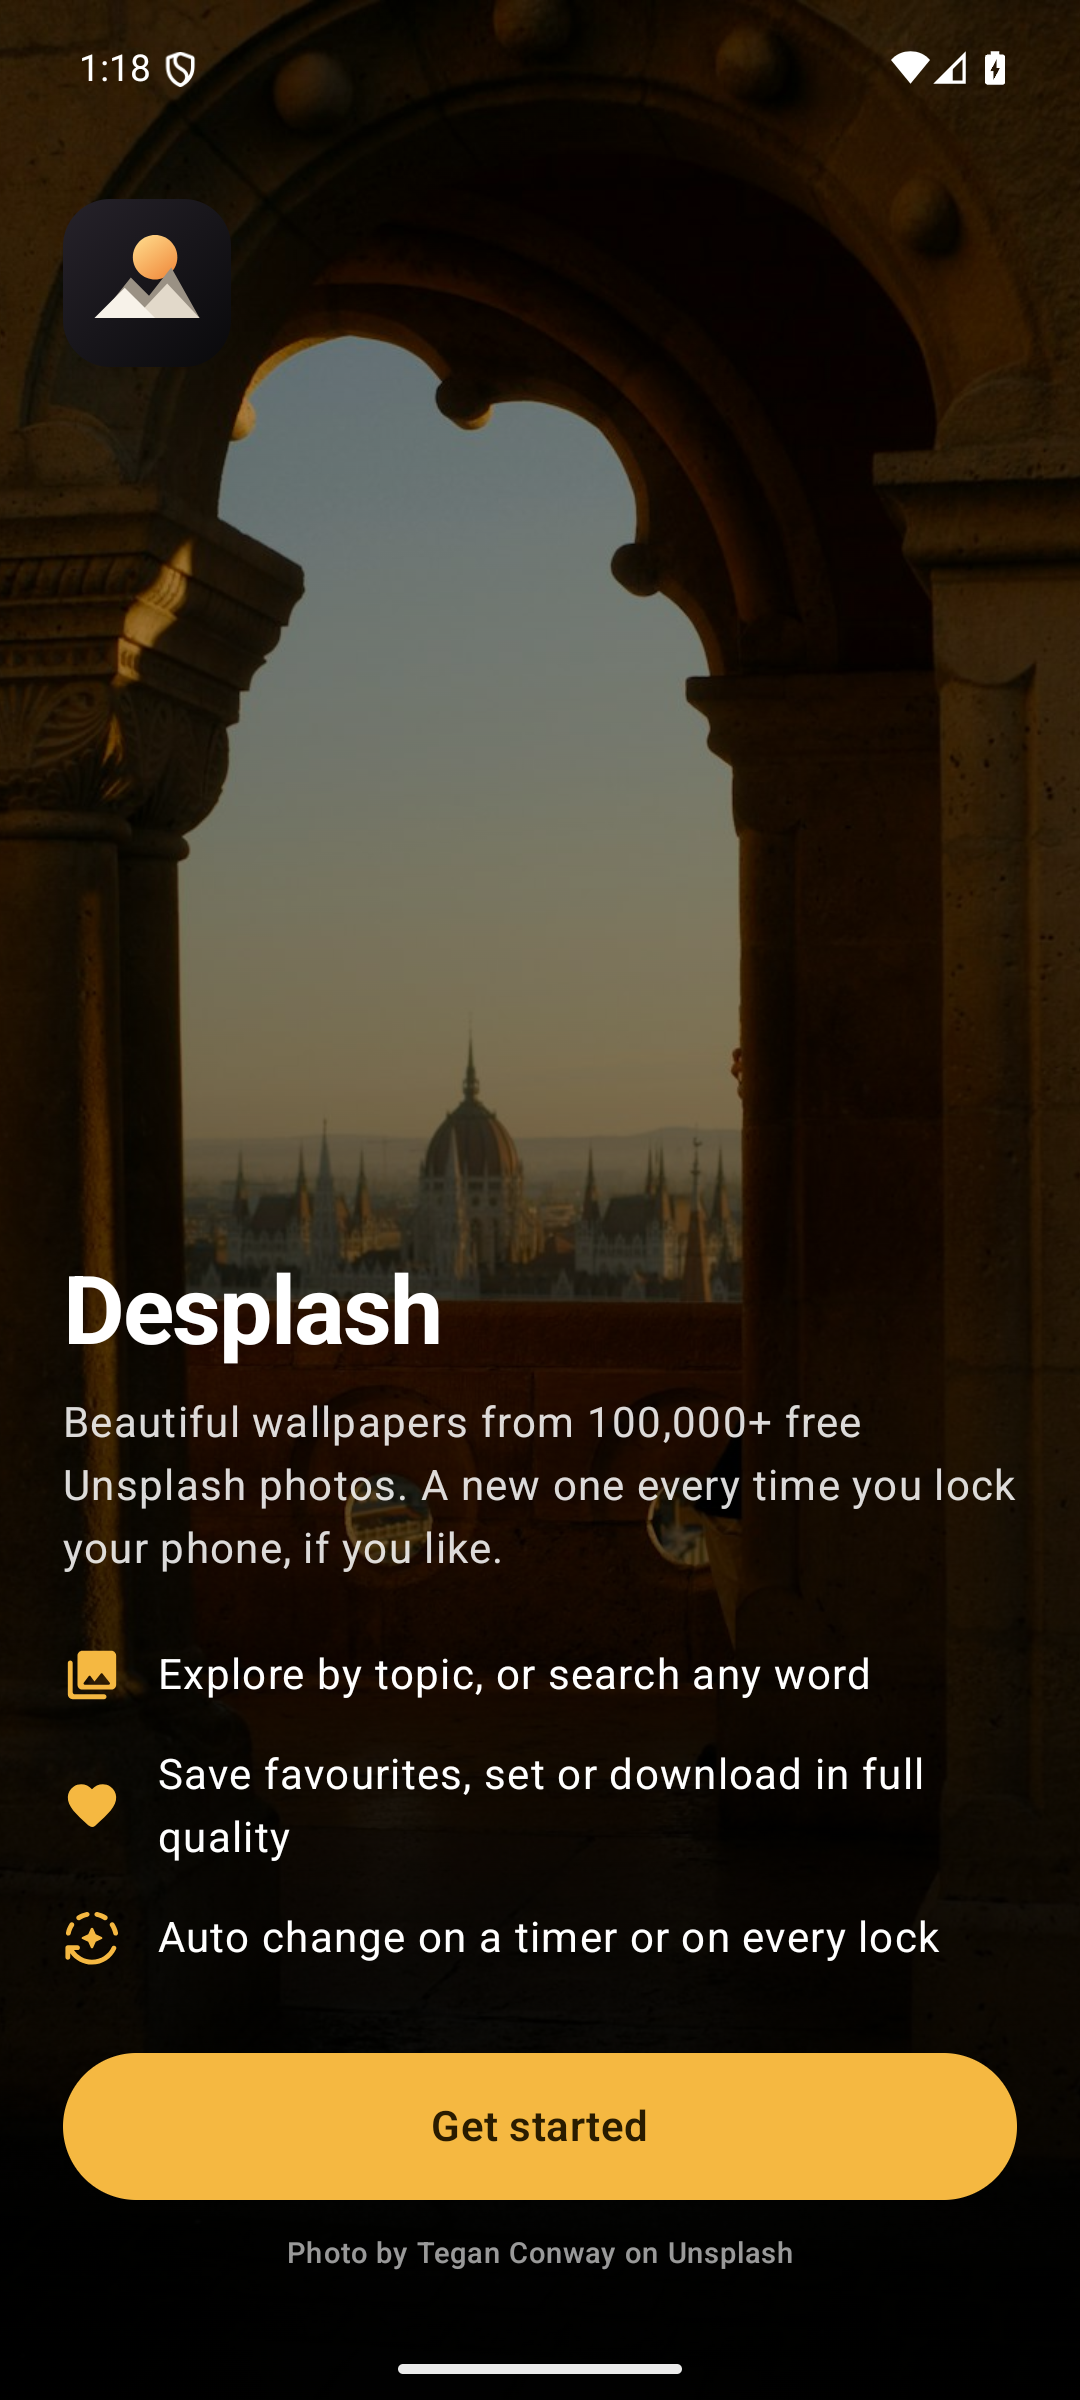 1:18
Desplash
Beautiful wallpapers from 100,000+ free
Unsplash photos. A new one every time you lock
your phone, if you like.
Explore by topic, or search any word
Save favourites, set or download in full
quality
Auto change on a timer or on every lock
Get started
Photo by Tegan Conway on Unsplash